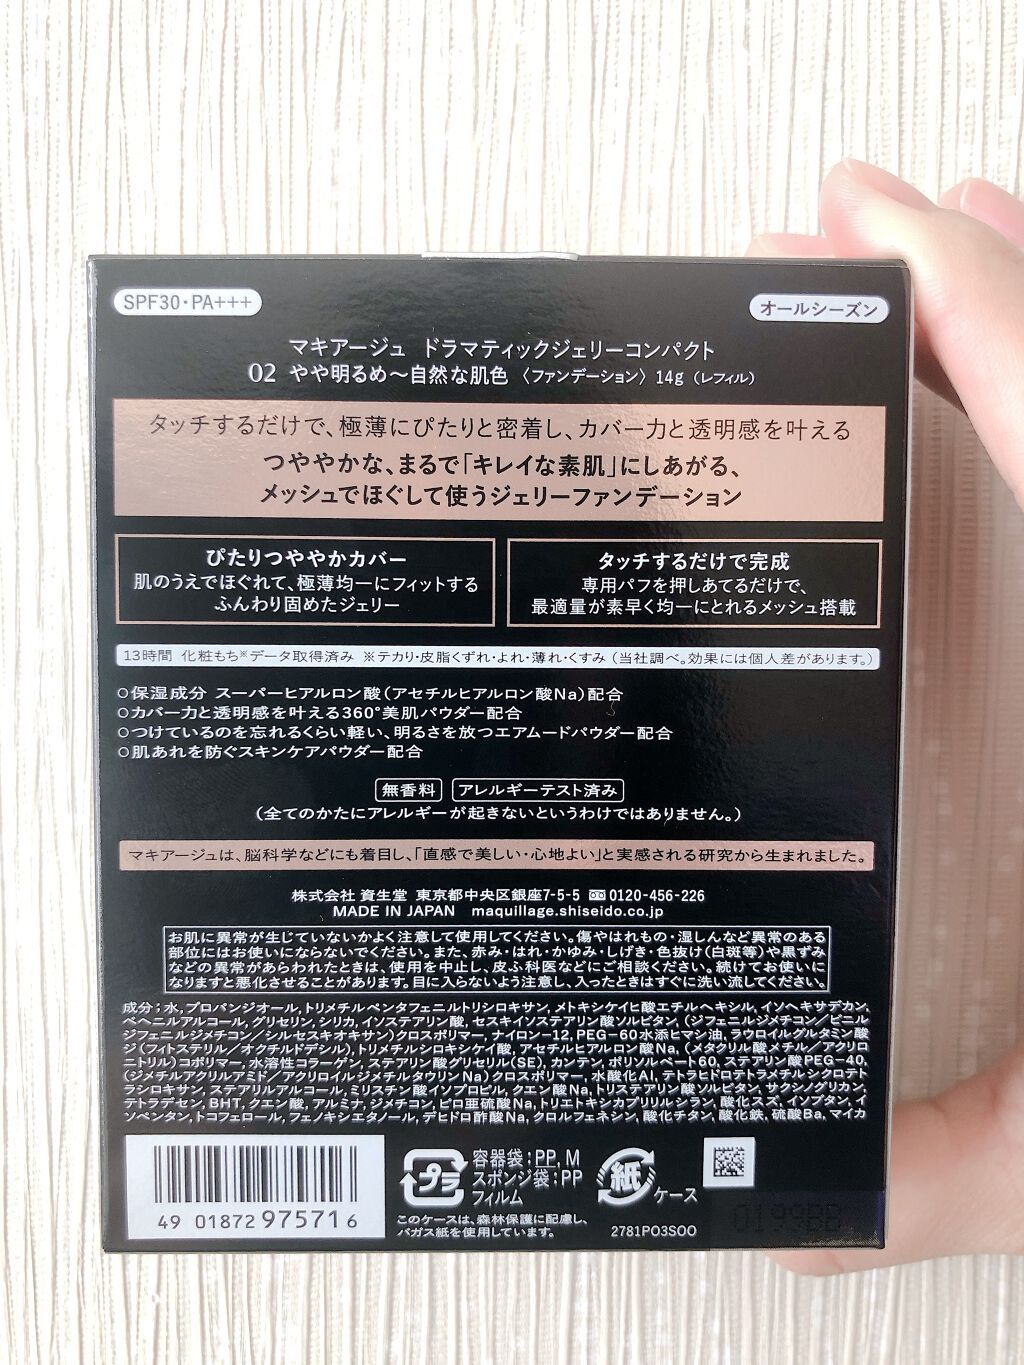 SPF30・PA+++
オールシーズン
マキアージュ ドラマティックジェリーコンパクト
02 やや明るめ～自然な肌色 〈ファンデーション〉 14g (レフィル)
タッチするだけで、極薄にぴたりと密着し、カバー力と透明感を叶える
つややかな、まるで「キレイな素肌」にしあがる、
メッシュでほぐして使うジェリーファンデーション
ぴたりつややかカバー
肌のうえでほぐれて、極薄均一にフィットする
ふんわり固めたジェリー
タッチするだけで完成
専用パフを押しあてるだけで、
最適量が素早く均一にとれるメッシュ搭載
13時間 化粧もち※データ取得済み ※テカリ・皮脂くずれ・よれ・薄れ・くすみ (当社調べ。効果には個人差があります。)
○保湿成分 スーパーヒアルロン酸(アセチルヒアルロン酸Na)配合
○カバー力と透明感を叶える360°美肌パウダー配合
○つけているのを忘れるくらい軽い、明るさを放つエアムードパウダー配合
○肌あれを防ぐスキンケアパウダー配合
無香料 アレルギーテスト済み
(全てのかたにアレルギーが起きないというわけではありません。)
マキアージュは、脳科学などにも着目し、「直感で美しい・心地よい」と実感される研究から生まれました。
株式会社 資生堂 東京都中央区銀座7-5-5 0120-456-226
MADE IN JAPAN maquillage.shiseido.co.jp
お肌に異常が生じていないかよく注意して使用してください。傷やはれもの・湿しんなど異常のある
部位にはお使いにならないでください。また、赤み・はれ・かゆみ・しげき・色抜け(白斑等)や黒ずみ
などの異常があらわれたときは、使用を中止し、皮ふ科医などにご相談ください。続けてお使いに
なりますと悪化させることがあります。目に入らないよう注意し、入ったときはすぐに洗い流してください。
成分：水，プロパンジオール，トリメチルペンタフェニルトリシロキサン，メトキシケイヒ酸エチルヘキシル，イソヘキサデカン，
ベヘニルアルコール，グリセリン，シリカ，イソステアリン酸，セスキイソステアリン酸ソルビタン，(ジフェニルジメチコン／ビニル
ジフェニルジメチコン／シルセスキオキサン)クロスポリマー，ナイロン-12，PEG-60水添ヒマシ油，ラウロイルグルタミン酸
ジ(フィトステリル／オクチルドデシル)，トリメチルシロキシケイ酸，アセチルヒアルロン酸Na，(メタクリル酸メチル／アクリロ
ニトリル)コポリマー，水溶性コラーゲン，ステアリン酸グリセリル(SE)，カンテン，ポリソルベート60，ステアリン酸PEG-40，
(ジメチルアクリルアミド／アクリロイルジメチルタウリンNa)クロスポリマー，水酸化Al，テトラヒドロテトラメチルシクロテト
ラシロキサン，ステアリルアルコール，ミリスチン酸イソプロピル，クエン酸Na，トリステアリン酸ソルビタン，サクシノグリカン，
テトラデセン，BHT，クエン酸，アルミナ，ジメチコン，ピロ亜硫酸Na，トリエトキシカプリリルシラン，酸化スズ，イソブタン，イ
ソペンタン，トコフェロール，フェノキシエタノール，デヒドロ酢酸Na，クロルフェネシン，酸化チタン，酸化鉄，硫酸Ba，マイカ
4901872975716
プラ
容器袋：PP，M
スポンジ袋：PP
フィルム
紙
ケース
このケースは、森林保護に配慮し、
バガス紙を使用しています。
2781P03S00